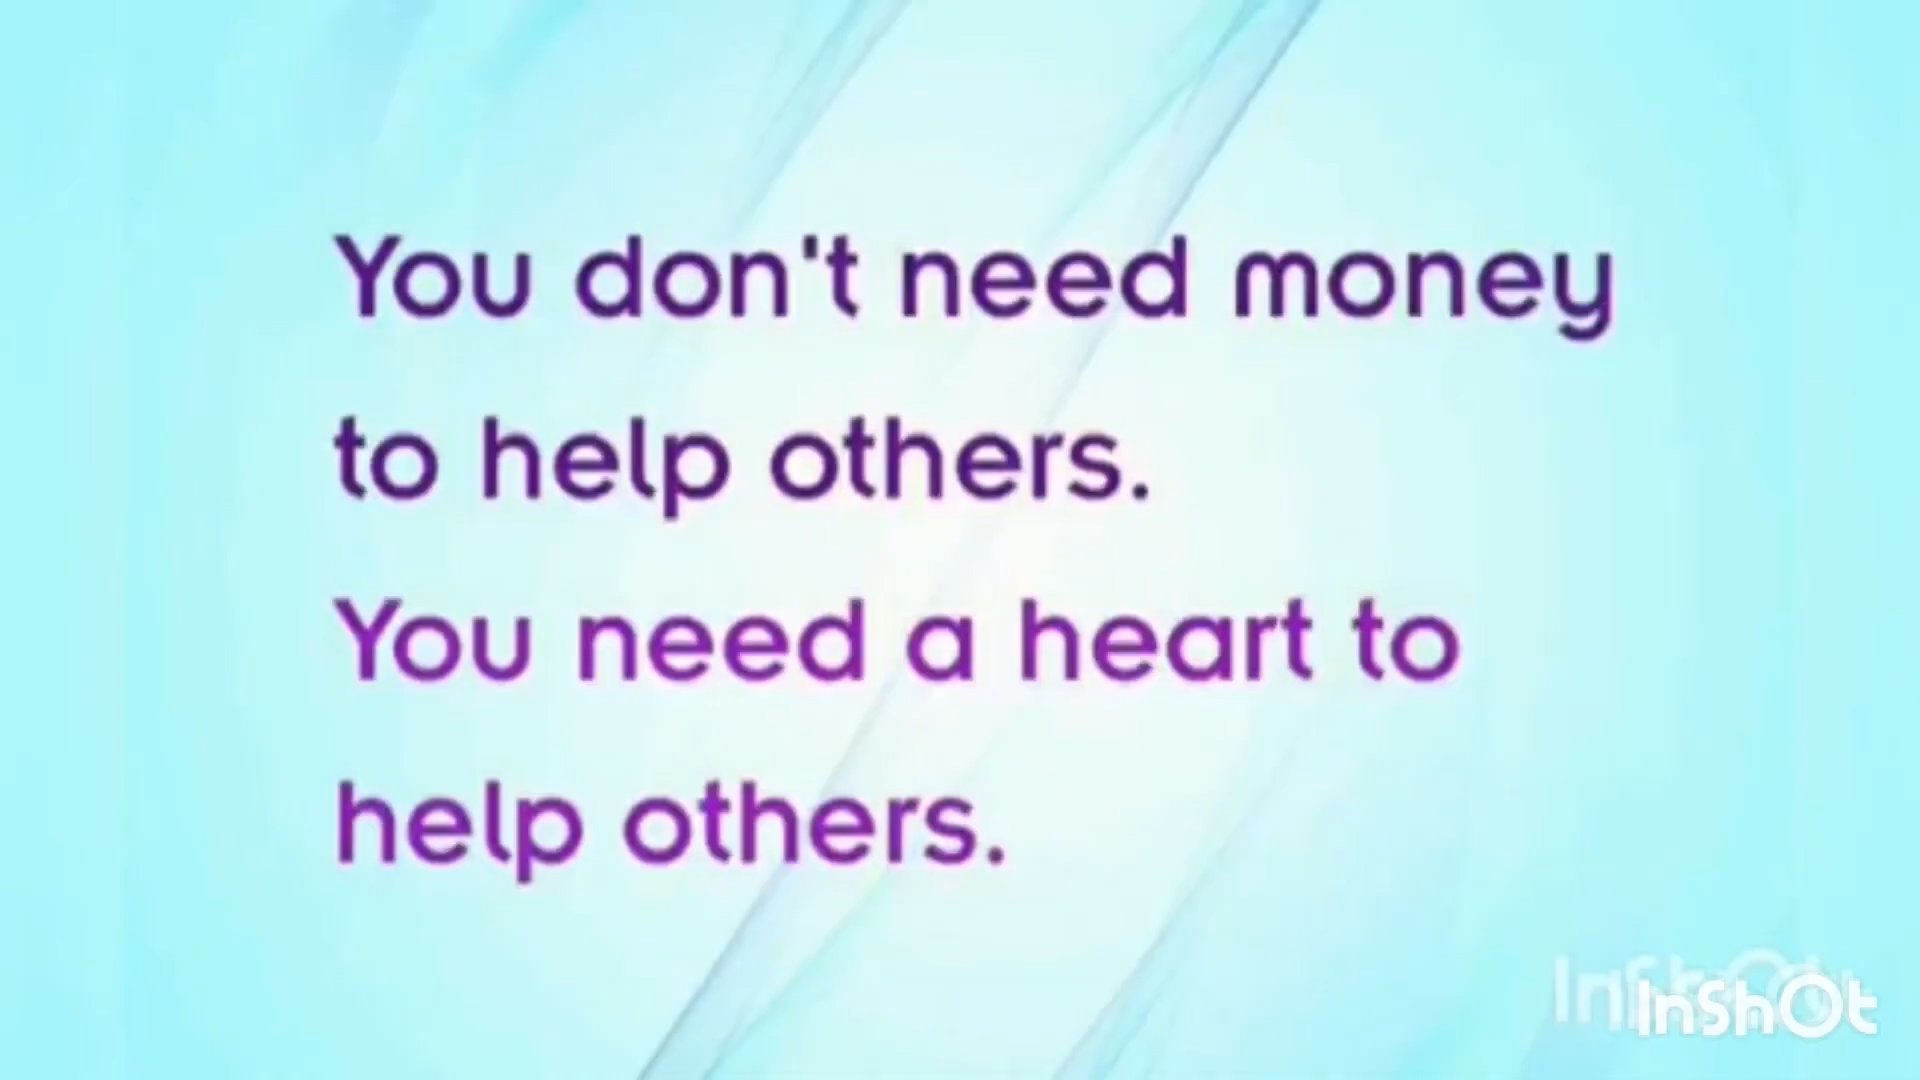 You don't need money
to help others.
You need a heart to
help others.
InShOt